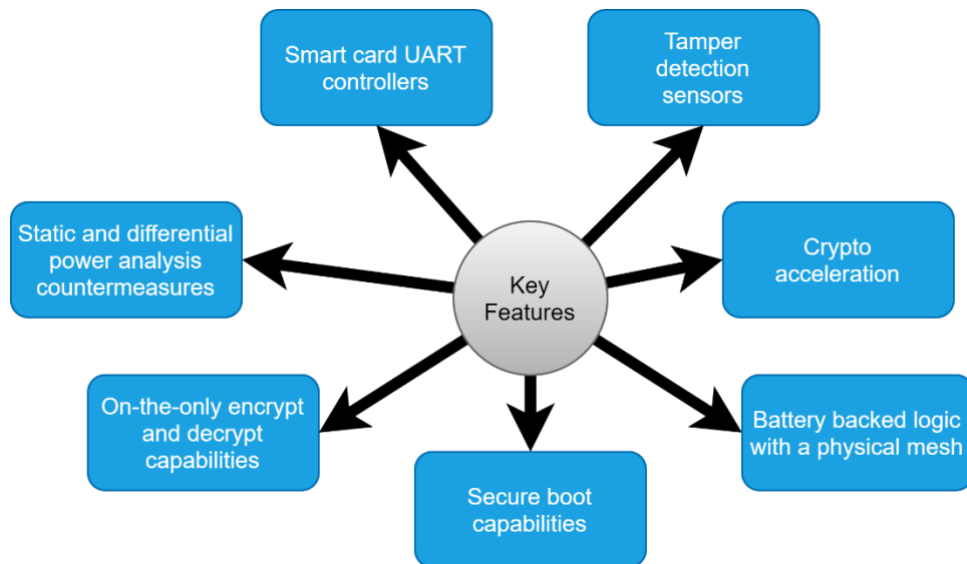 Smart card UART
controllers
Tamper
detection
sensors
Static and differential
power analysis
countermeasures
Key
Features
Crypto
acceleration
On-the-only encrypt
and decrypt
capabilities
Battery backed logic
with a physical mesh
Secure boot
capabilities